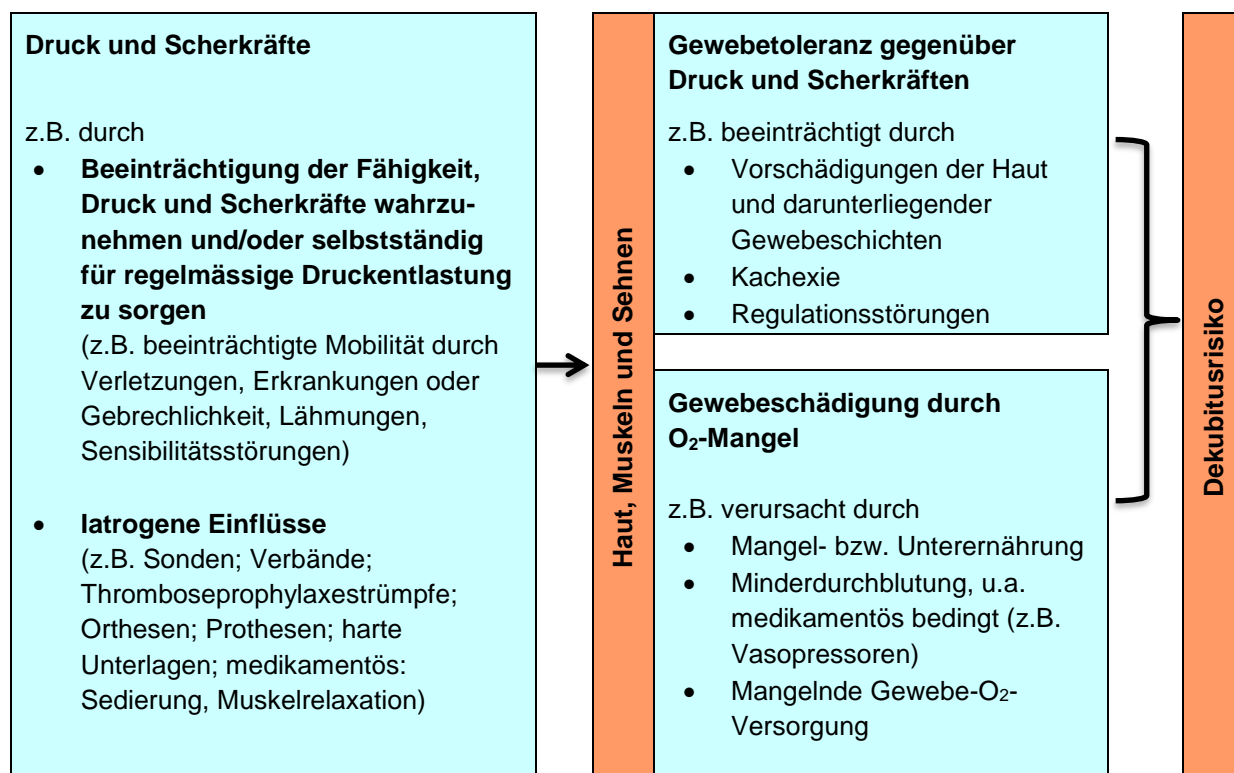 Druck und Scherkräfte
z.B. durch
• Beeinträchtigung der Fähigkeit,
Druck und Scherkräfte wahrzu-
nehmen und/oder selbstständig
für regelmässige Druckentlastung
zu sorgen
(z.B. beeinträchtigte Mobilität durch
Verletzungen, Erkrankungen oder
Gebrechlichkeit, Lähmungen,
Sensibilitätsstörungen)
• Iatrogene Einflüsse
(z.B. Sonden; Verbände;
Thromboseprophylaxestrümpfe;
Orthesen; Prothesen; harte
Unterlagen; medikamentös:
Sedierung, Muskelrelaxation)
Haut, Muskeln und Sehnen
Gewebetoleranz gegenüber
Druck und Scherkräften
z.B. beeinträchtigt durch
• Vorschädigungen der Haut
und darunterliegender
Gewebeschichten
• Kachexie
• Regulationsstörungen
Gewebeschädigung durch
O₂-Mangel
z.B. verursacht durch
• Mangel- bzw. Unterernährung
• Minderdurchblutung, u.a.
medikamentös bedingt (z.B.
Vasopressoren)
• Mangelnde Gewebe-O₂-
Versorgung
Dekubitusrisiko